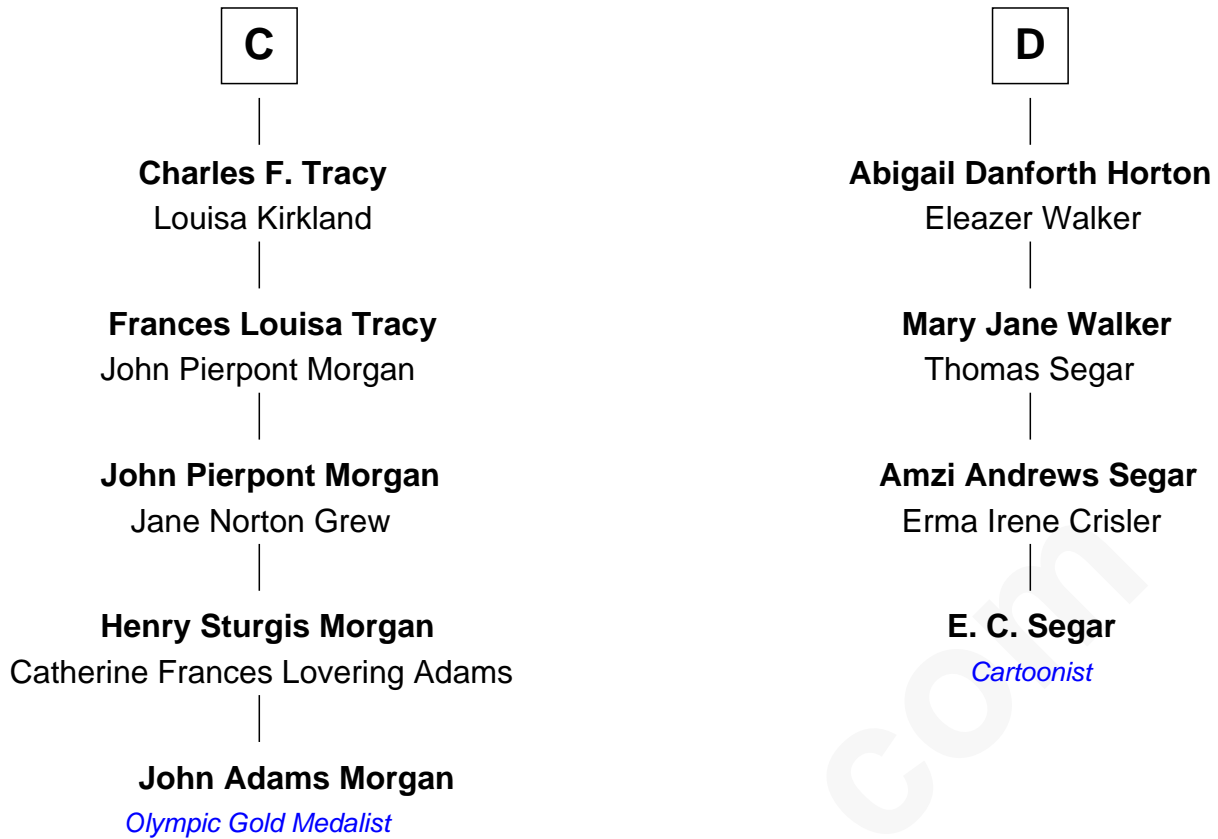 C
Charles F. Tracy
Louisa Kirkland
Frances Louisa Tracy
John Pierpont Morgan
John Pierpont Morgan
Jane Norton Grew
Henry Sturgis Morgan
Catherine Frances Lovering Adams
John Adams Morgan
Olympic Gold Medalist
D
Abigail Danforth Horton
Eleazer Walker
Mary Jane Walker
Thomas Segar
Amzi Andrews Segar
Erma Irene Crisler
E. C. Segar
Cartoonist
com